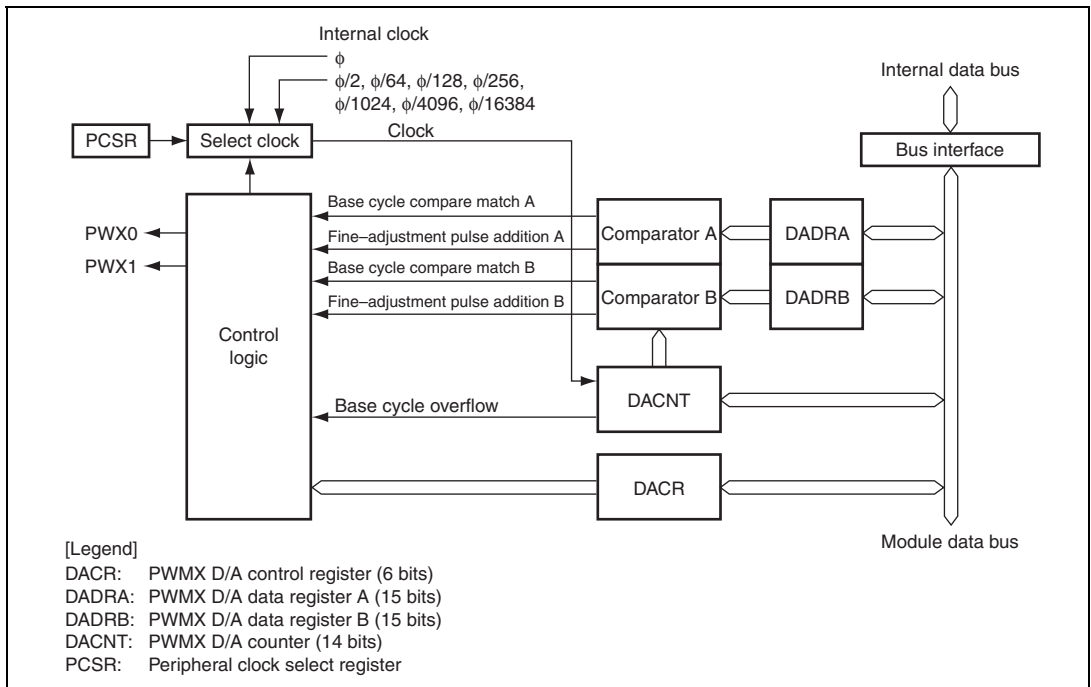 Internal clock
ϕ
ϕ/2, ϕ/64, ϕ/128, ϕ/256,
ϕ/1024, ϕ/4096, ϕ/16384
Internal data bus
PCSR
Select clock
Clock
Bus interface
Base cycle compare match A
PWX0
Fine–adjustment pulse addition A
Comparator A
DADRA
PWX1
Base cycle compare match B
Fine–adjustment pulse addition B
Comparator B
DADRB
Control
logic
Base cycle overflow
DACNT
DACR
Module data bus
[Legend]
DACR: PWMX D/A control register (6 bits)
DADRA: PWMX D/A data register A (15 bits)
DADRB: PWMX D/A data register B (15 bits)
DACNT: PWMX D/A counter (14 bits)
PCSR: Peripheral clock select register